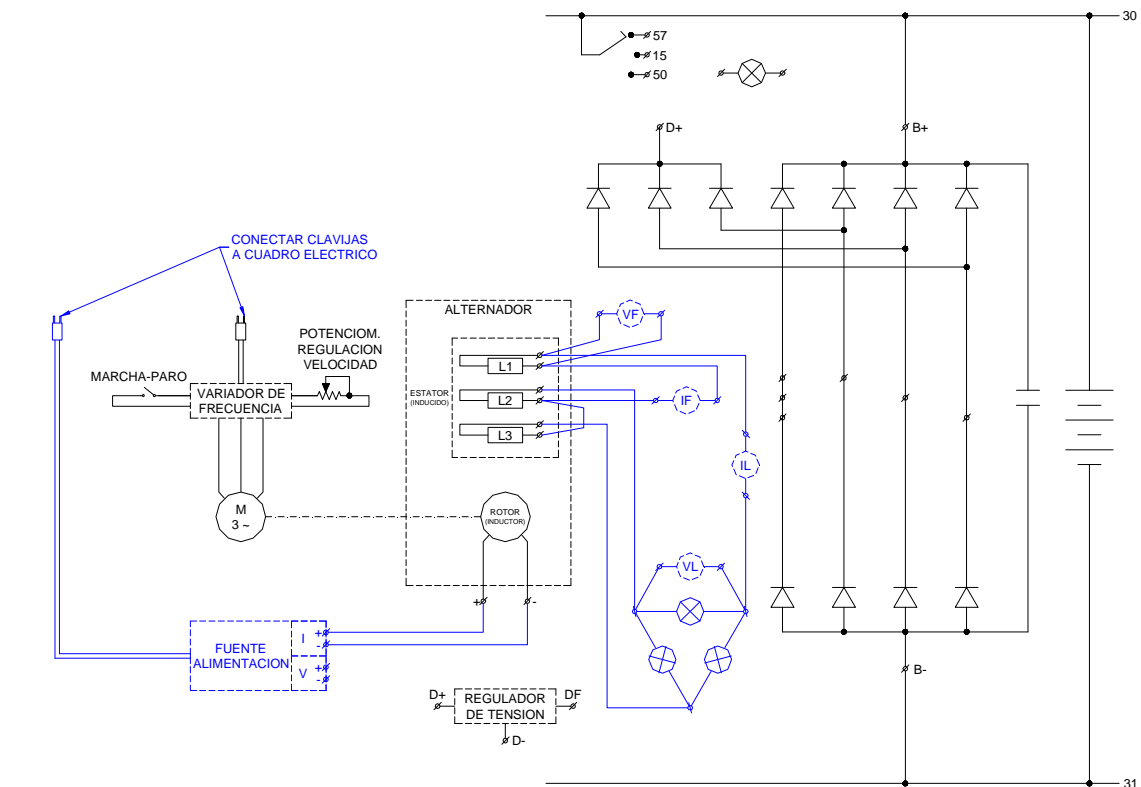 30
57
15
50
D+
B+
CONECTAR CLAVIJAS
A CUADRO ELECTRICO
ALTERNADOR
VF
POTENCIOM.
REGULACION
VELOCIDAD
L1
MARCHA-PARO
VARIADOR DE
FRECUENCIA
ESTATOR
(INDUCIDO)
L2
IF
L3
IL
M
3 ~
ROTOR
(INDUCTOR)
VL
+
-
FUENTE
ALIMENTACION
I
+
-
V
+
-
B-
D+
REGULADOR
DE TENSION
DF
D-
31